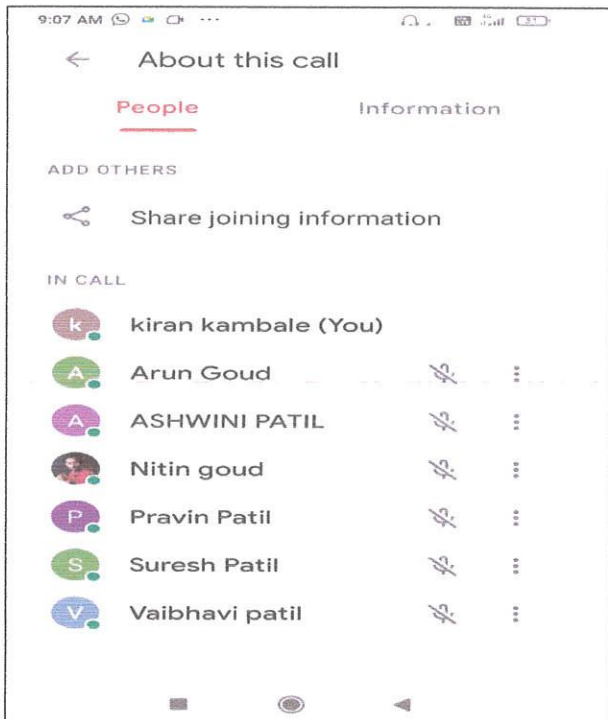 9:07 AM
About this call
People Information
ADD OTHERS
Share joining information
IN CALL
k kiran kambale (You)
A Arun Goud
A ASHWINI PATIL
Nitin goud
P Pravin Patil
S Suresh Patil
V Vaibhavi patil